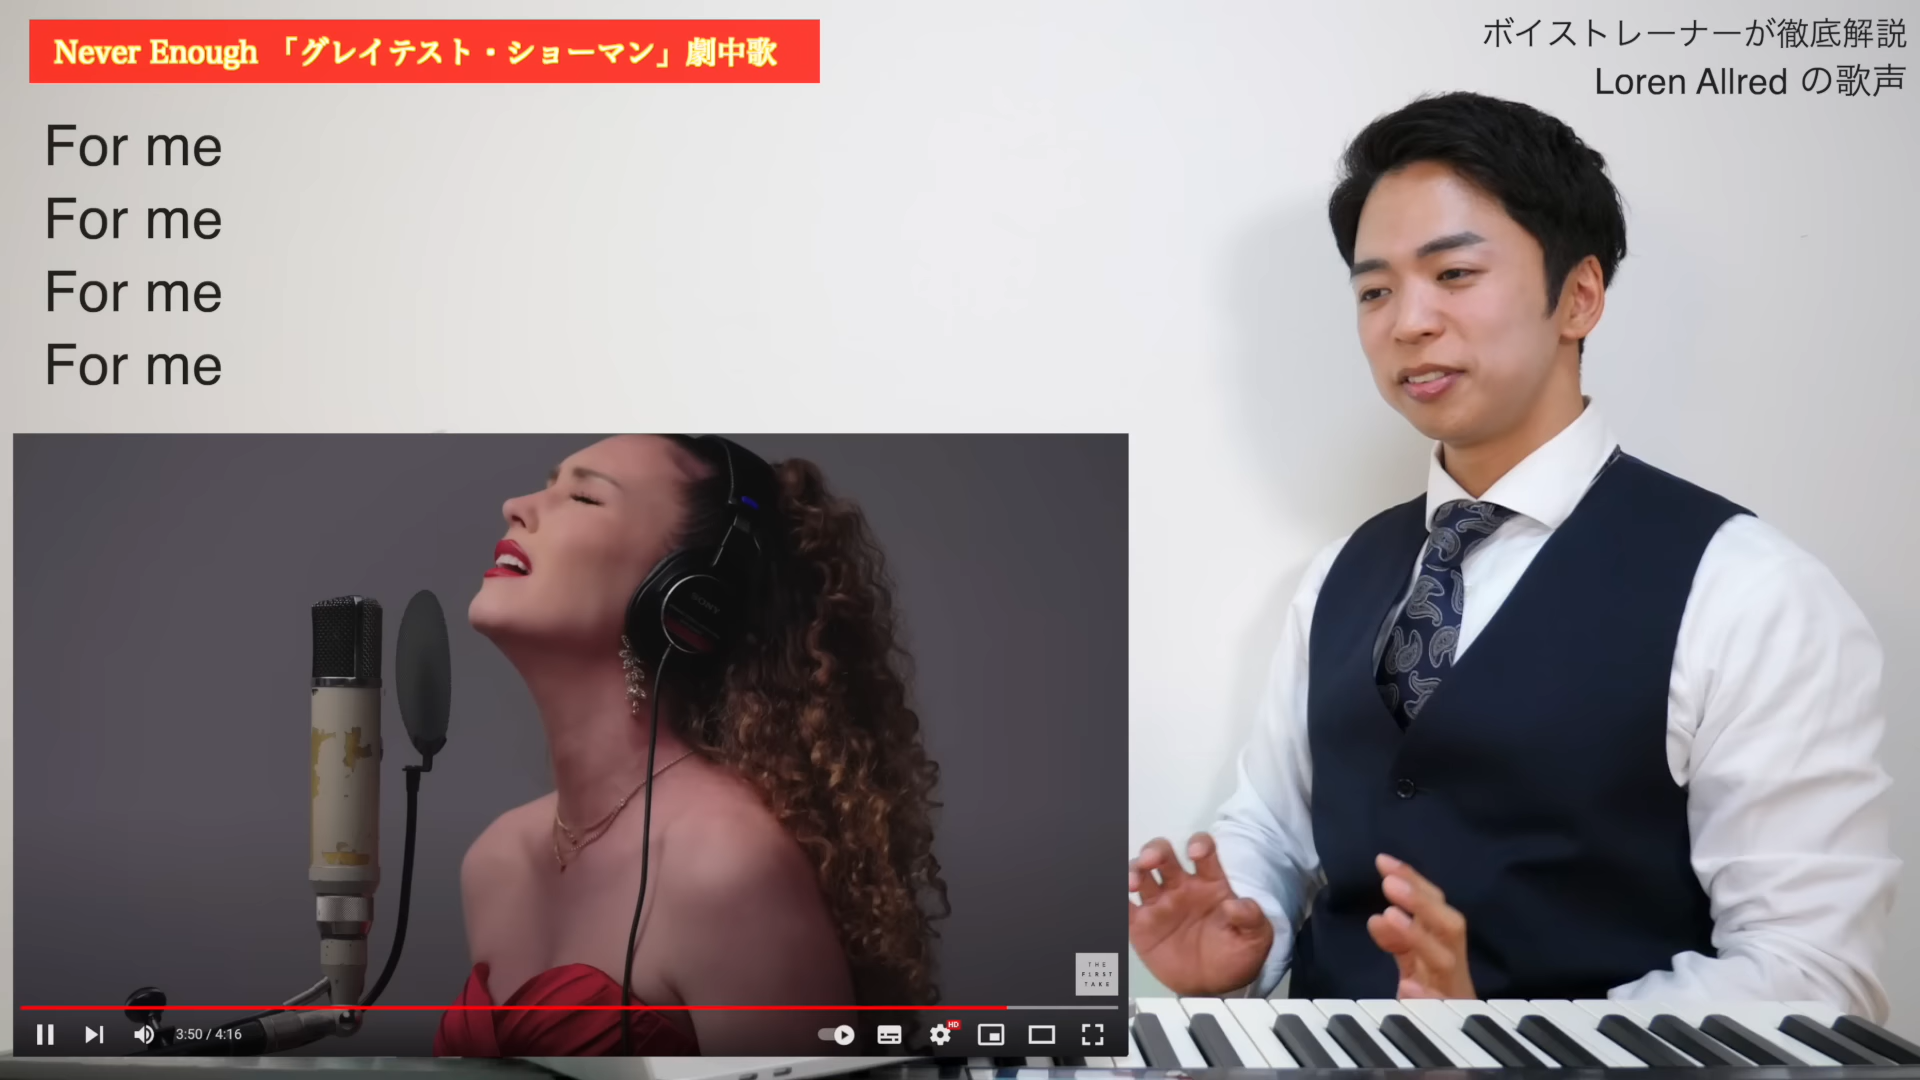 Never Enough 「グレイテスト・ショーマン」劇中歌
ボイストレーナーが徹底解説
Loren Allred の歌声
For me
For me
For me
For me
SONY
THE
FIRST
TAKE
HD
3:50 / 4:16